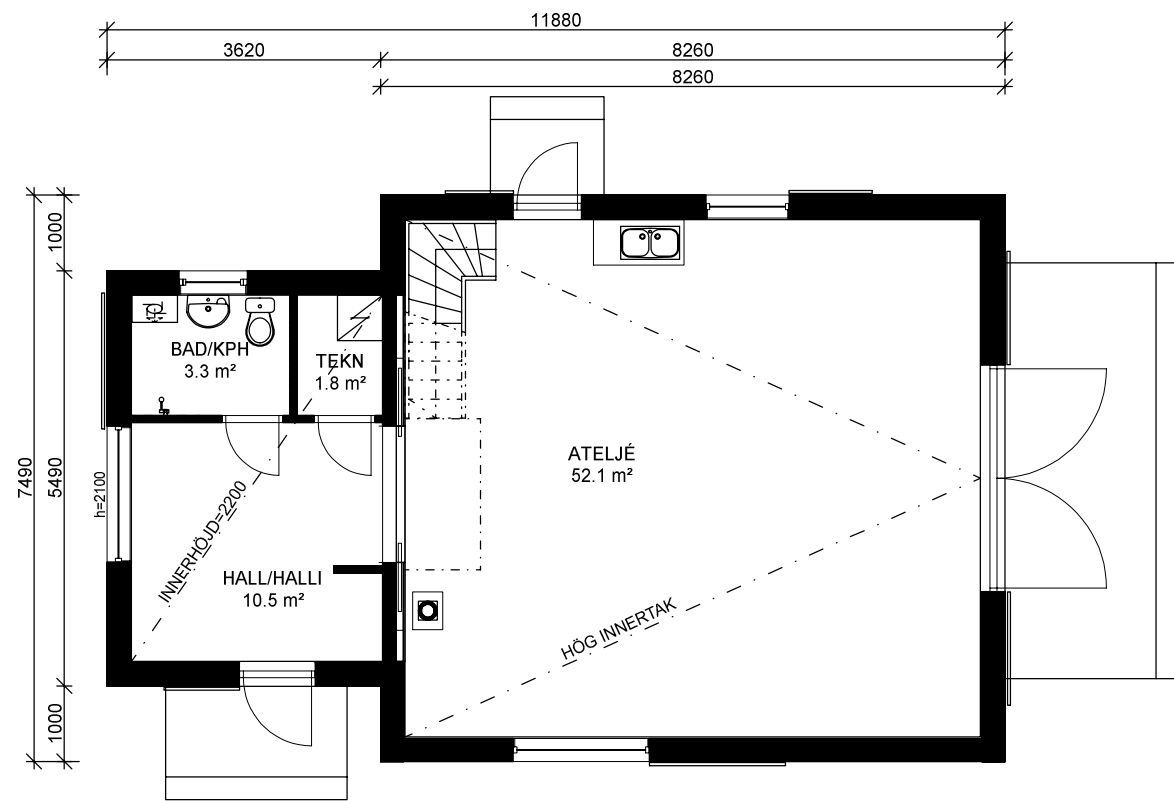 11880
3620
8260
8260
1000
7490
5490
1000
h=2100
BAD/KPH
3.3 m²
TEKN
1.8 m²
ATELJÉ
52.1 m²
INNERHÖJD=2200
HALL/HALLI
10.5 m²
HÖG INNERTAK